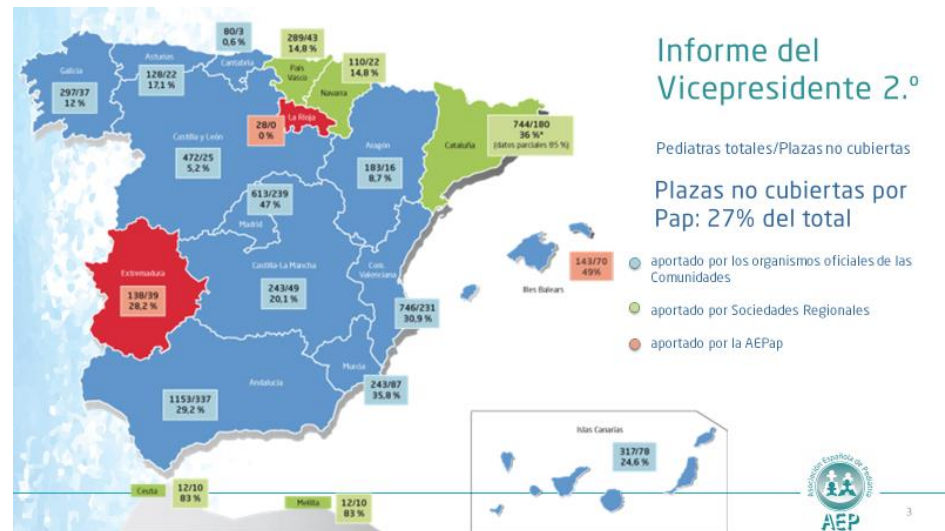 Informe del
Vicepresidente 2.º
Pediatras totales/Plazas no cubiertas
Plazas no cubiertas por
Pap: 27% del total
aportado por los organismos oficiales de las
Comunidades
aportado por Sociedades Regionales
aportado por la AEPap
Galicia
297/37
12 %
Asturias
128/22
17,1 %
80/3
0,6 %
Cantabria
289/43
14,8 %
País
Vasco
110/22
14,8 %
Navarra
La Rioja
28/0
0 %
Castilla y León
472/25
5,2 %
Aragón
183/16
8,7 %
Cataluña
744/180
36 %*
(datos parciales 85 %)
613/239
47 %
Madrid
Extremadura
138/39
28,2 %
Castilla-La Mancha
243/49
20,1 %
Com.
Valenciana
746/231
30,9 %
143/70
49%
Illes Balears
Murcia
243/87
35,8 %
Andalucía
1153/337
29,2 %
Islas Canarias
317/78
24,6 %
Ceuta
12/10
83 %
Melilla
12/10
83 %
Asociación Española de Pediatría
AEP
3